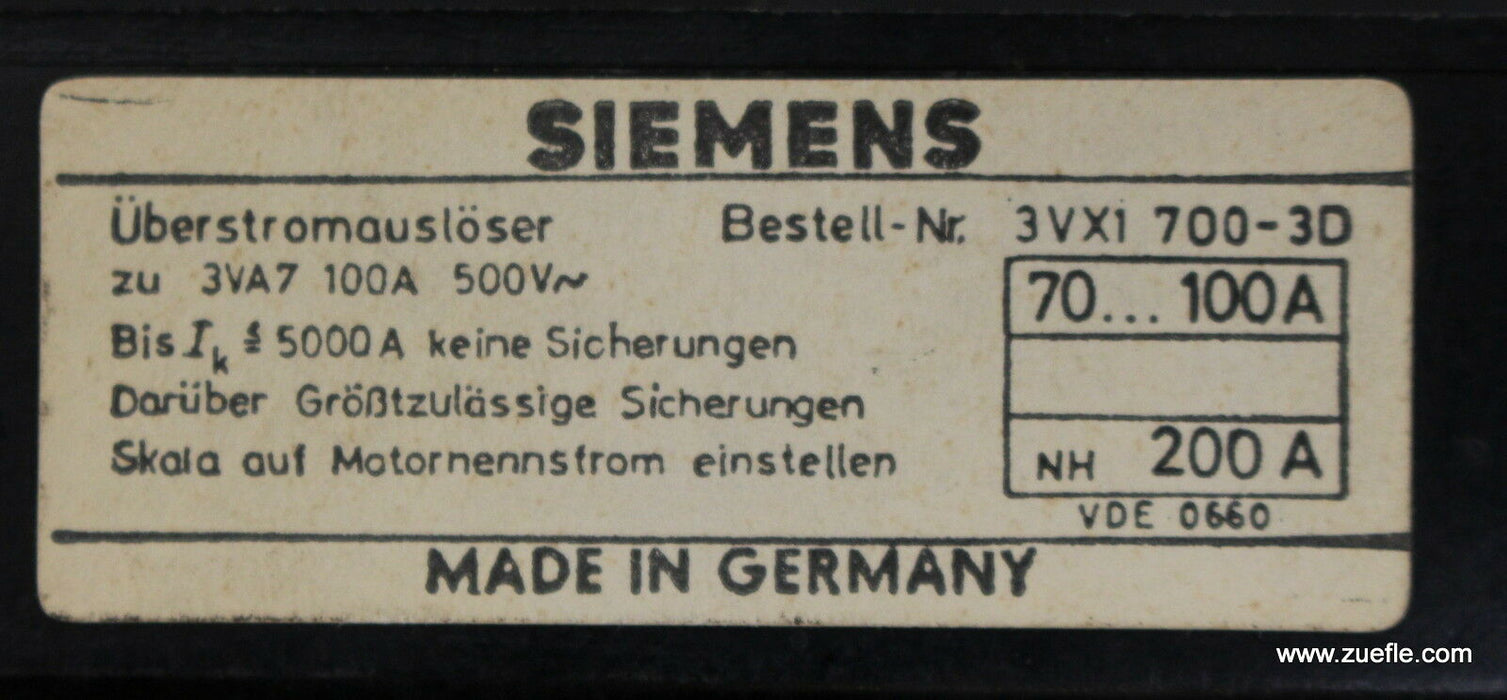 SIEMENS
Überstromauslöser Bestell-Nr. 3VX1 700-3D
zu 3VA7 100A 500V~ 70...100A
Bis Ik ≦ 5000A keine Sicherungen
Darüber Größtzulässige Sicherungen
Skala auf Motornennstrom einstellen NH 200 A
VDE 0660
MADE IN GERMANY
www.zuefle.com